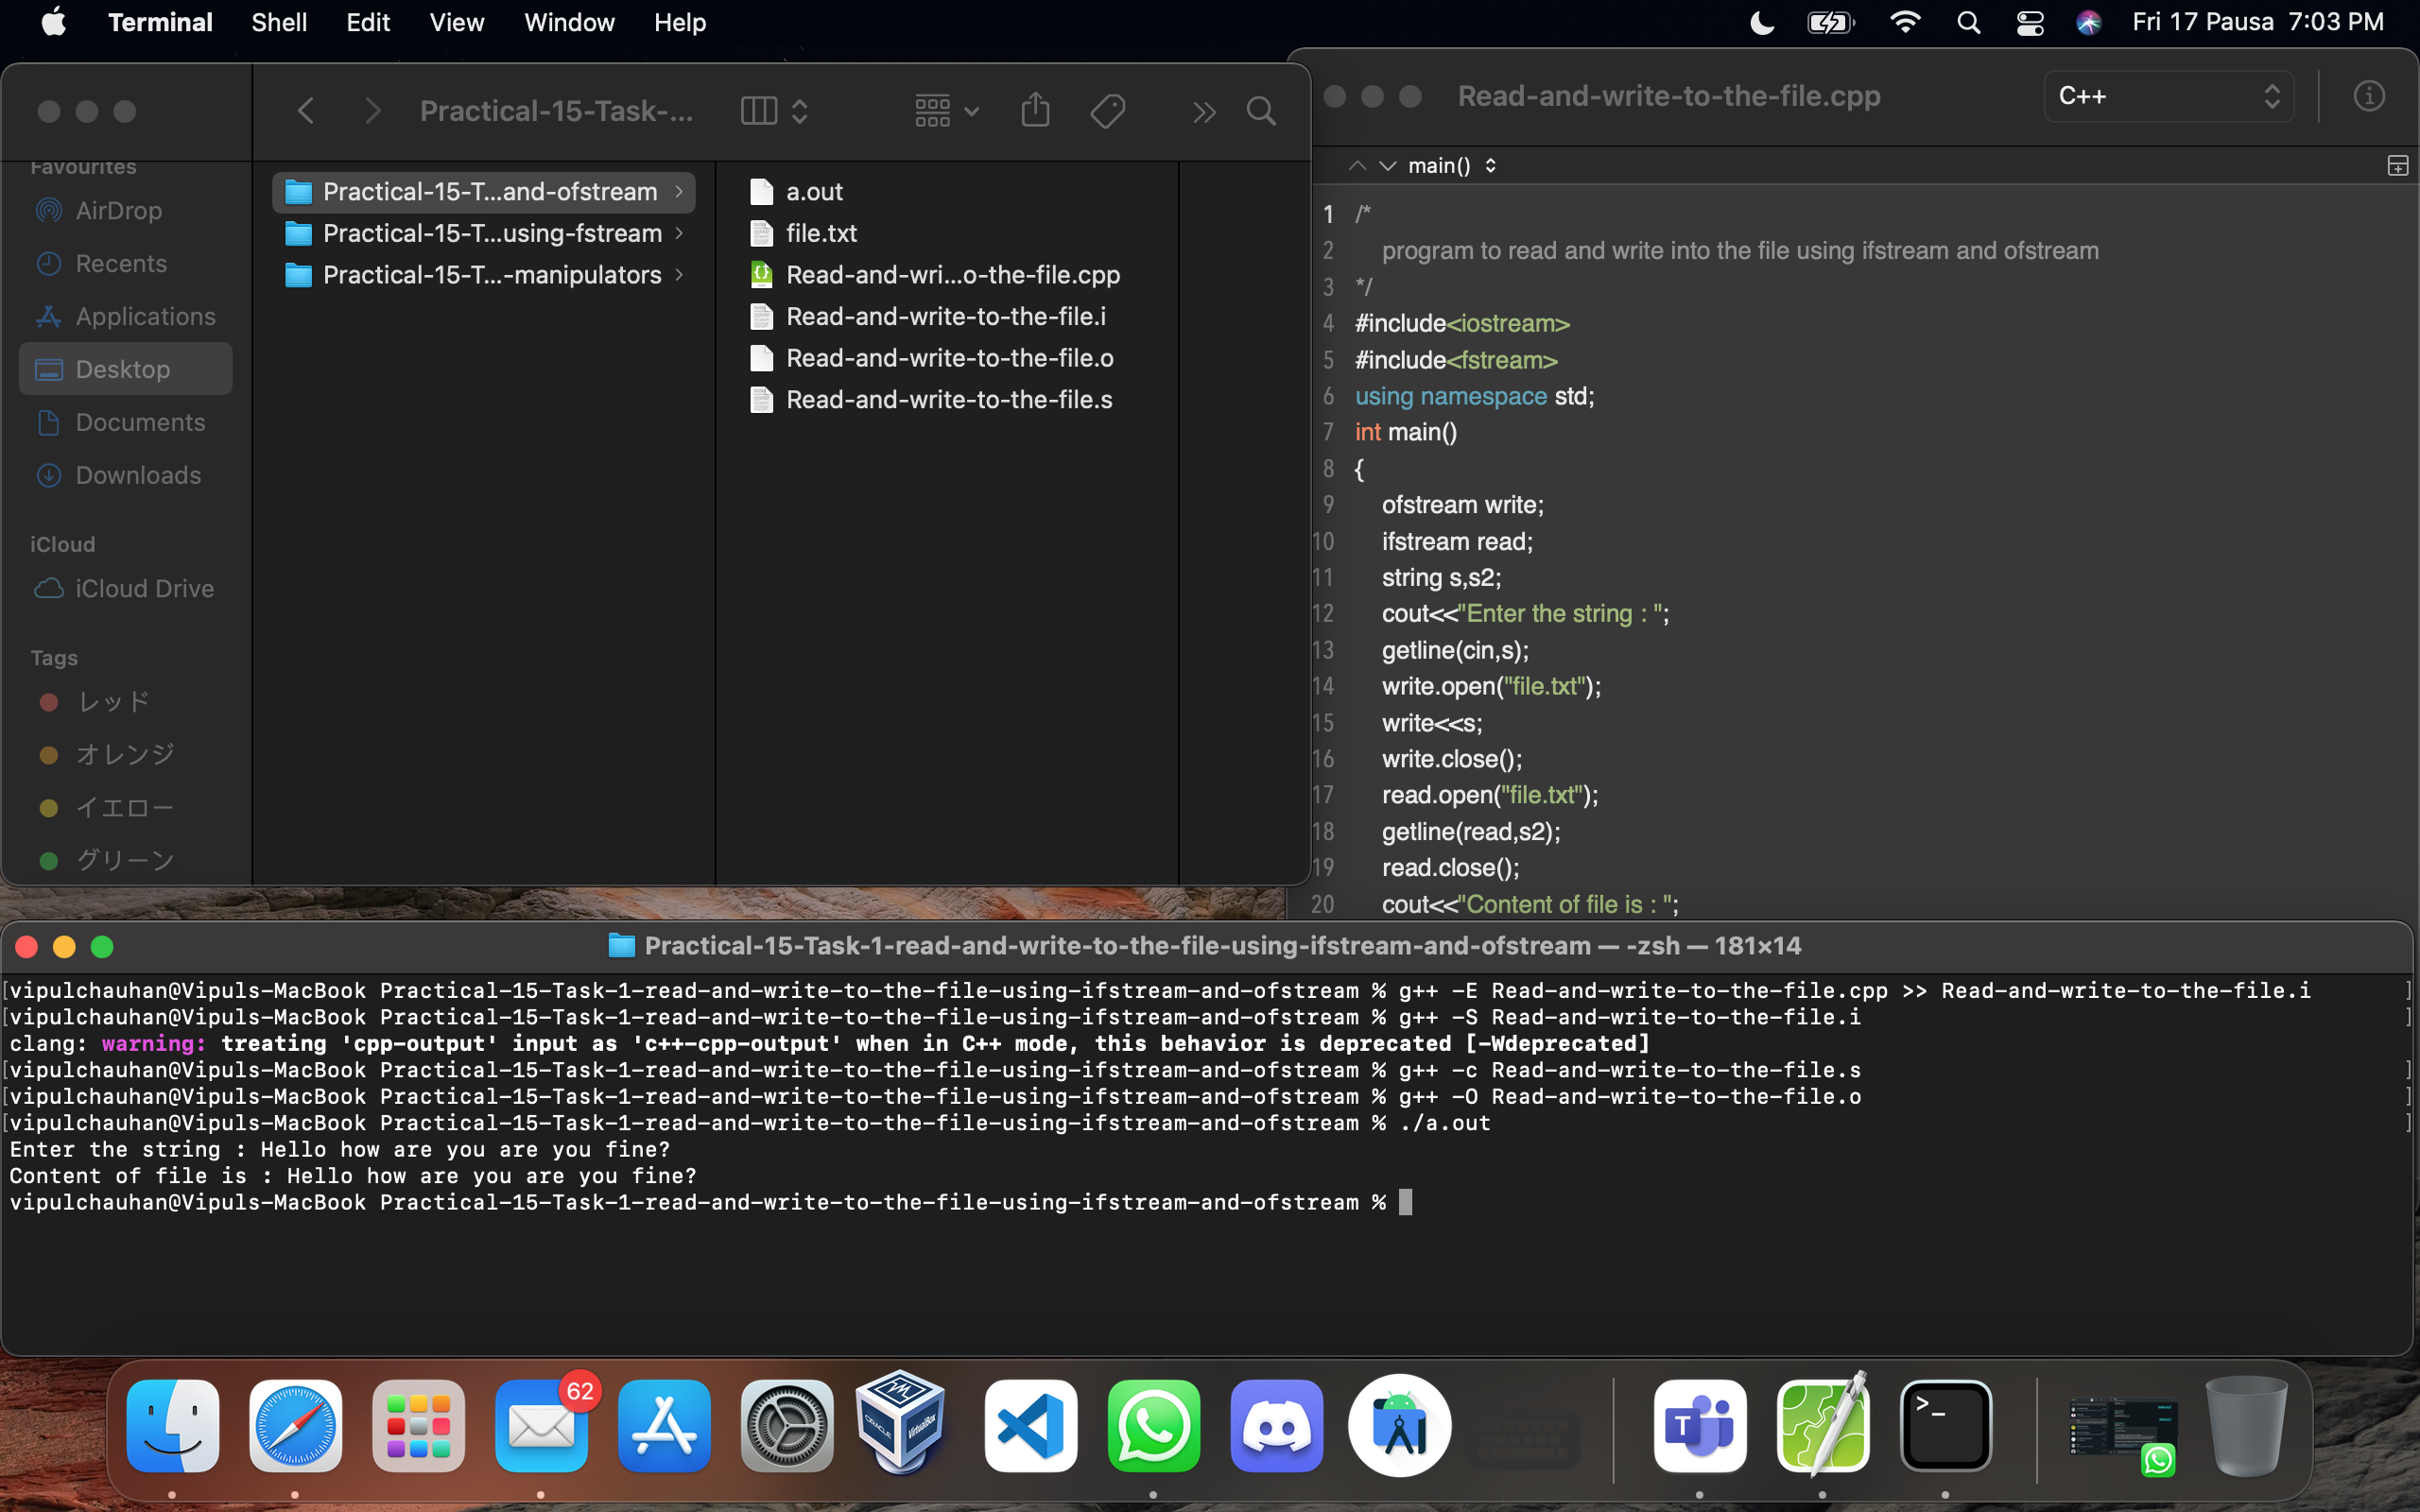 Terminal Shell Edit View Window Help Fri 17 Pausa 7:03 PM
Practical-15-Task-...
Favourites
AirDrop
Recents
Applications
Desktop
Documents
Downloads
iCloud
iCloud Drive
Tags
レッド
オレンジ
イエロー
グリーン
Practical-15-T...and-ofstream
Practical-15-T...using-fstream
Practical-15-T...-manipulators
a.out
file.txt
Read-and-wri...o-the-file.cpp
Read-and-write-to-the-file.i
Read-and-write-to-the-file.o
Read-and-write-to-the-file.s
Read-and-write-to-the-file.cpp C++
main()
1 /*
2 program to read and write into the file using ifstream and ofstream
3 */
4 #include<iostream>
5 #include<fstream>
6 using namespace std;
7 int main()
8 {
9 ofstream write;
10 ifstream read;
11 string s,s2;
12 cout<<"Enter the string : ";
13 getline(cin,s);
14 write.open("file.txt");
15 write<<s;
16 write.close();
17 read.open("file.txt");
18 getline(read,s2);
19 read.close();
20 cout<<"Content of file is : ";
Practical-15-Task-1-read-and-write-to-the-file-using-ifstream-and-ofstream — -zsh — 181×14
[vipulchauhan@Vipuls-MacBook Practical-15-Task-1-read-and-write-to-the-file-using-ifstream-and-ofstream % g++ -E Read-and-write-to-the-file.cpp >> Read-and-write-to-the-file.i ]
[vipulchauhan@Vipuls-MacBook Practical-15-Task-1-read-and-write-to-the-file-using-ifstream-and-ofstream % g++ -S Read-and-write-to-the-file.i ]
clang: warning: treating 'cpp-output' input as 'c++-cpp-output' when in C++ mode, this behavior is deprecated [-Wdeprecated]
[vipulchauhan@Vipuls-MacBook Practical-15-Task-1-read-and-write-to-the-file-using-ifstream-and-ofstream % g++ -c Read-and-write-to-the-file.s ]
[vipulchauhan@Vipuls-MacBook Practical-15-Task-1-read-and-write-to-the-file-using-ifstream-and-ofstream % g++ -O Read-and-write-to-the-file.o ]
[vipulchauhan@Vipuls-MacBook Practical-15-Task-1-read-and-write-to-the-file-using-ifstream-and-ofstream % ./a.out ]
Enter the string : Hello how are you are you fine?
Content of file is : Hello how are you are you fine?
vipulchauhan@Vipuls-MacBook Practical-15-Task-1-read-and-write-to-the-file-using-ifstream-and-ofstream %
62
ORACLE VirtualBox
T
>_